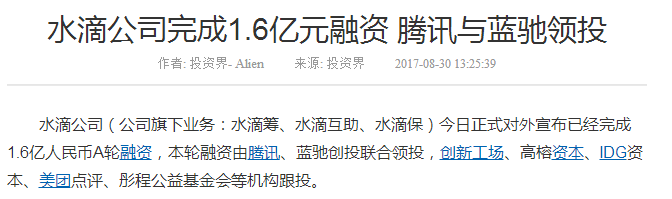 水滴公司完成1.6亿元融资 腾讯与蓝驰领投
作者: 投资界- Alien 来源: 投资界 2017-08-30 13:25:39
水滴公司（公司旗下业务：水滴筹、水滴互助、水滴保）今日正式对外宣布已经完成
1.6亿人民币A轮融资，本轮融资由腾讯、蓝驰创投联合领投，创新工场、高榕资本、IDG资
本、美团点评、彤程公益基金会等机构跟投。